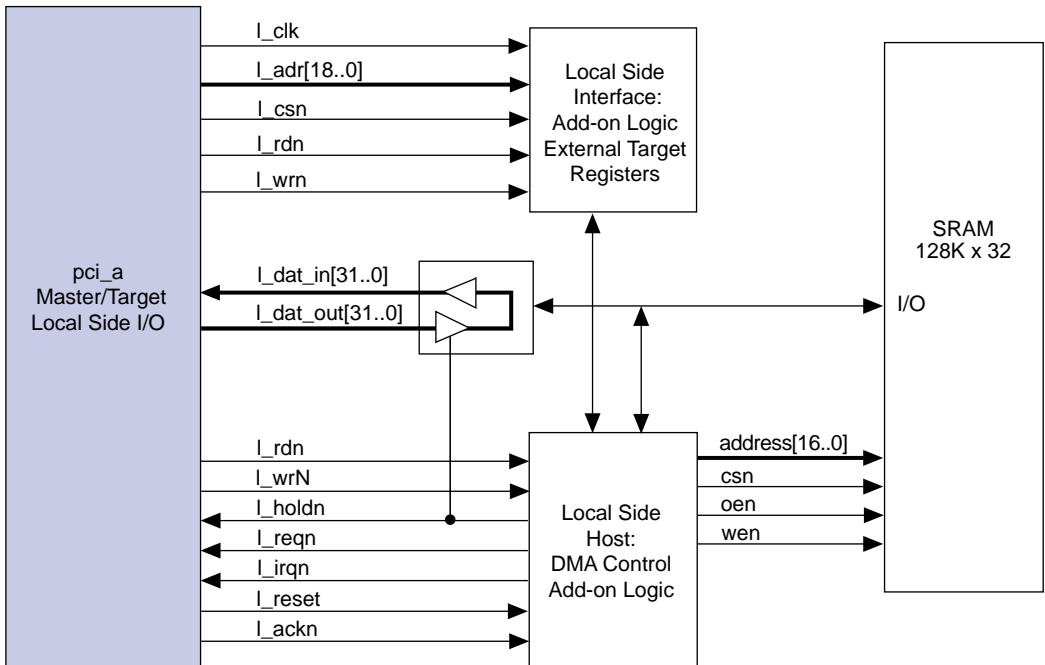 pci_a
Master/Target
Local Side I/O
l_clk
l_adr[18..0]
l_csn
l_rdn
l_wrn
Local Side
Interface:
Add-on Logic
External Target
Registers
l_dat_in[31..0]
l_dat_out[31..0]
SRAM
128K x 32
I/O
l_rdn
l_wrN
l_holdn
l_reqn
l_irqn
l_reset
l_ackn
Local Side
Host:
DMA Control
Add-on Logic
address[16..0]
csn
oen
wen